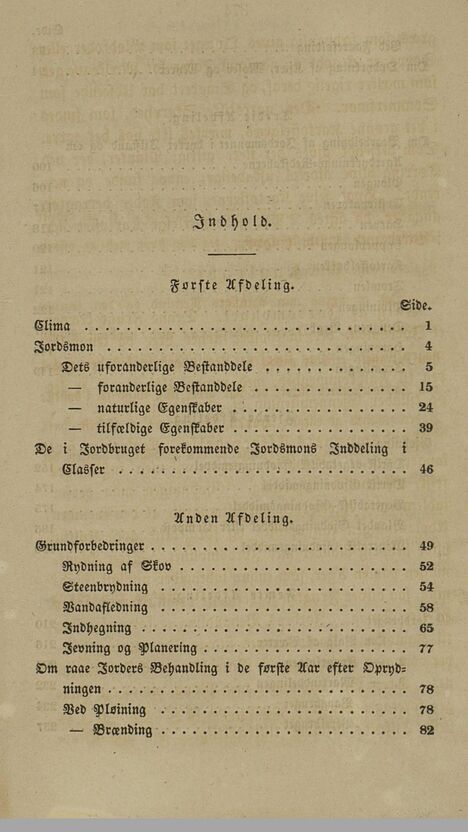 Indhold.
Første Afdeling.
Side.
Clima . . . . . . . . . . . . . . . . . . . . . . . . . . . . . . 1
Jordsmon . . . . . . . . . . . . . . . . . . . . . . . . . . . . 4
Dets uforanderlige Bestanddele . . . . . . . . . . . . . . 5
— foranderlige Bestanddele . . . . . . . . . . . . . . . 15
— naturlige Egenskaber . . . . . . . . . . . . . . . . . 24
— tilfældige Egenskaber . . . . . . . . . . . . . . . . . 39
De i Jordbruget forekommende Jordsmons Inddeling i
Classer . . . . . . . . . . . . . . . . . . . . . . . . . . . 46
Anden Afdeling.
Grundforbedringer . . . . . . . . . . . . . . . . . . . . . . . . 49
Rydning af Skov . . . . . . . . . . . . . . . . . . . . . . 52
Steenbrydning . . . . . . . . . . . . . . . . . . . . . . . 54
Vandafledning . . . . . . . . . . . . . . . . . . . . . . . 58
Indhegning . . . . . . . . . . . . . . . . . . . . . . . . . 65
Jevning og Planering . . . . . . . . . . . . . . . . . . . 77
Om raae Jorders Behandling i de første Aar efter Opryd-
ningen . . . . . . . . . . . . . . . . . . . . . . . . . . . . 78
Ved Pløining . . . . . . . . . . . . . . . . . . . . . . . . 78
— Brænding . . . . . . . . . . . . . . . . . . . . . . . 82